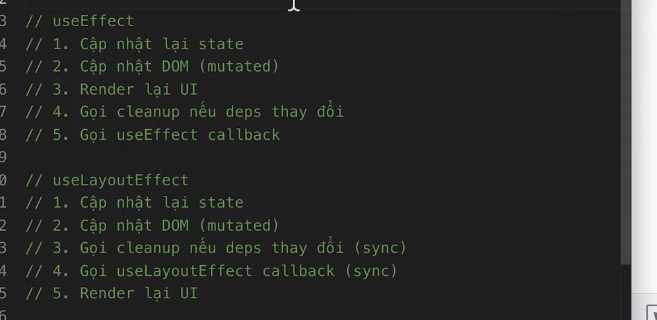 3 // useEffect
4 // 1. Cập nhật lại state
5 // 2. Cập nhật DOM (mutated)
6 // 3. Render lại UI
7 // 4. Gọi cleanup nếu deps thay đổi
8 // 5. Gọi useEffect callback
9
0 // useLayoutEffect
1 // 1. Cập nhật lại state
2 // 2. Cập nhật DOM (mutated)
3 // 3. Gọi cleanup nếu deps thay đổi (sync)
4 // 4. Gọi useLayoutEffect callback (sync)
5 // 5. Render lại UI